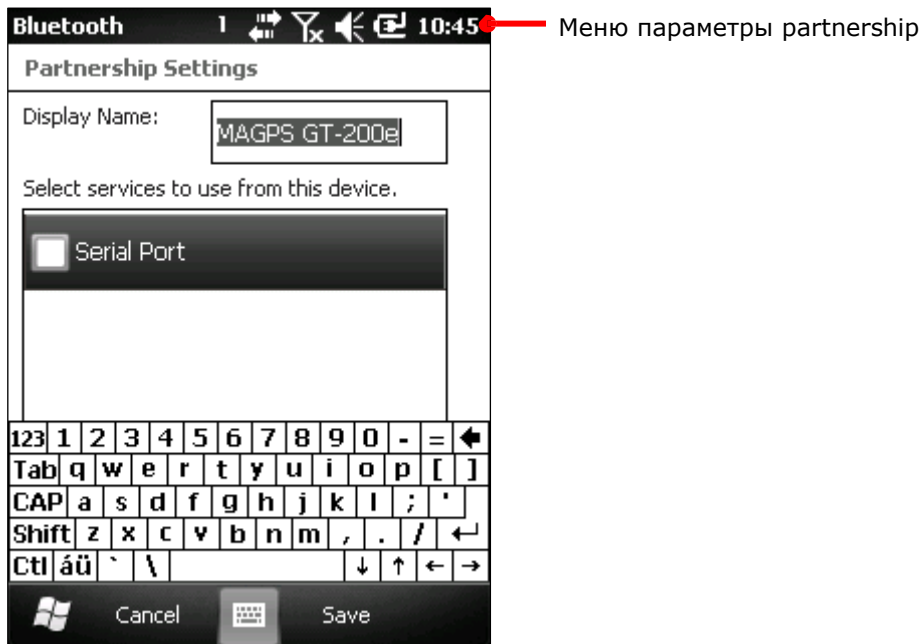 Bluetooth 1 10:45
Меню параметры partnership
Partnership Settings
Display Name:
MAGPS GT-200e
Select services to use from this device.
Serial Port
123 1 2 3 4 5 6 7 8 9 0 - =
Tab q w e r t y u i o p [ ]
CAP a s d f g h j k l ; '
Shift z x c v b n m , . /
Ctl áü ` \ ↓ ↑ ← →
Cancel Save